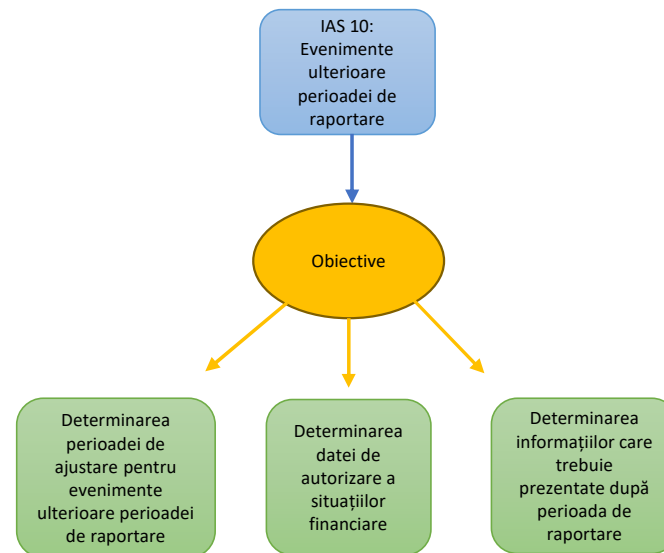 IAS 10:
Evenimente
ulterioare
perioadei de
raportare
Obiective
Determinarea
perioadei de
ajustare pentru
evenimente
ulterioare perioadei
de raportare
Determinarea
datei de
autorizare a
situațiilor
financiare
Determinarea
informațiilor care
trebuie
prezentate după
perioada de
raportare